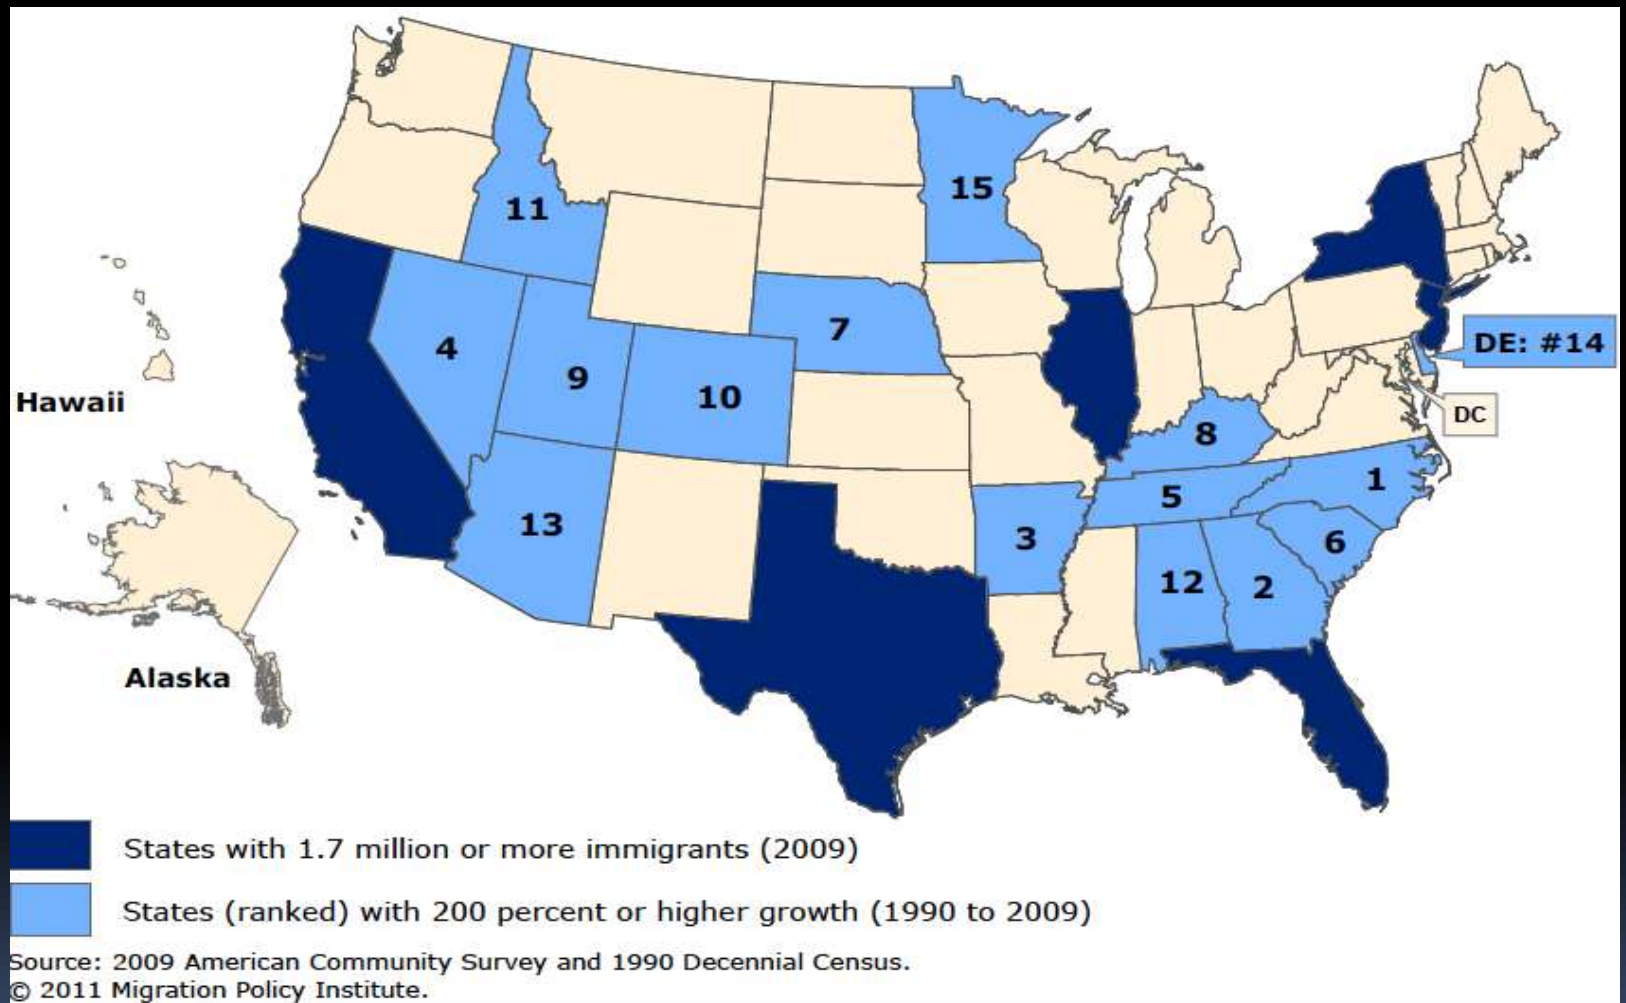 15
11
4
7
DE: #14
9
10
Hawaii
DC
8
1
5
13
3
6
12
2
Alaska
States with 1.7 million or more immigrants (2009)
States (ranked) with 200 percent or higher growth (1990 to 2009)
Source: 2009 American Community Survey and 1990 Decennial Census.
© 2011 Migration Policy Institute.